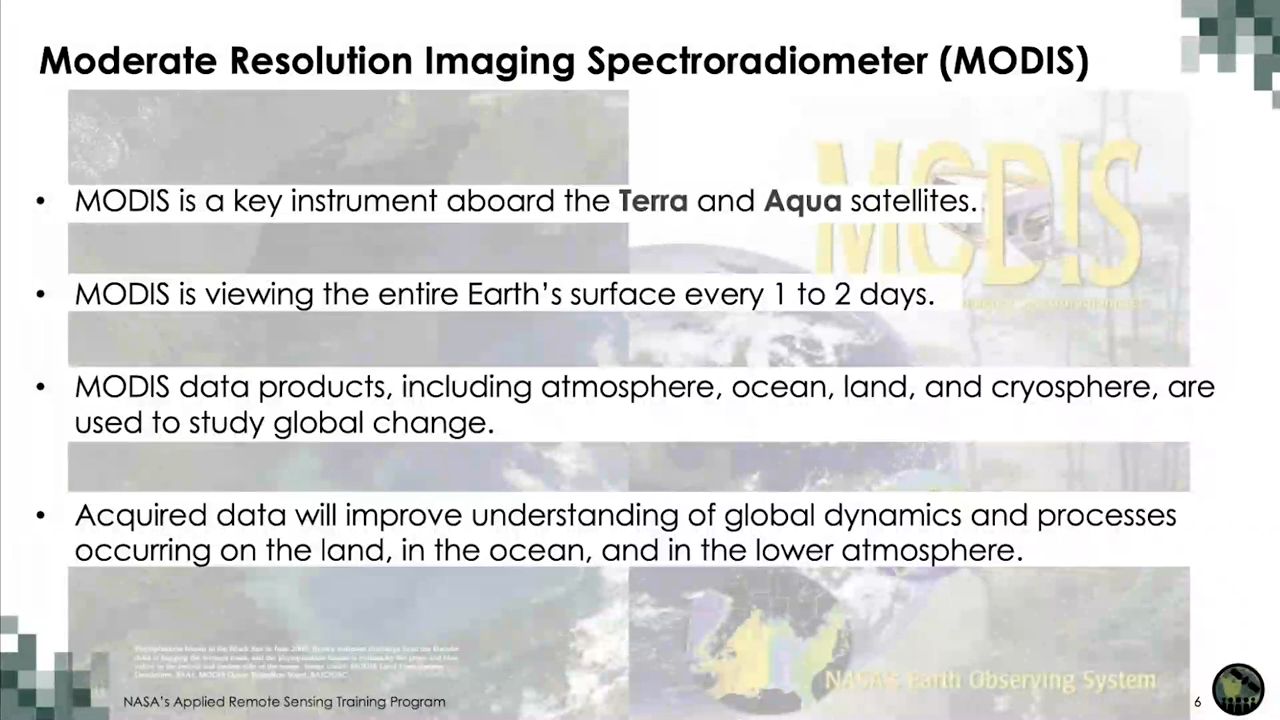 Moderate Resolution Imaging Spectroradiometer (MODIS)
MODIS
• MODIS is a key instrument aboard the Terra and Aqua satellites.
• MODIS is viewing the entire Earth's surface every 1 to 2 days.
• MODIS data products, including atmosphere, ocean, land, and cryosphere, are
used to study global change.
• Acquired data will improve understanding of global dynamics and processes
occurring on the land, in the ocean, and in the lower atmosphere.
NASA's Earth Observing System
NASA's Applied Remote Sensing Training Program
6